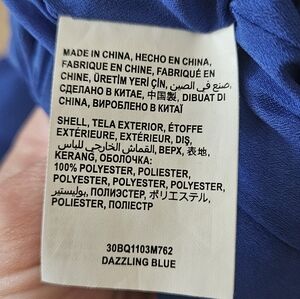 MADE IN CHINA, HECHO EN CHINA,
FABRIQUE EN CHINE, FABRIQUÉ EN
CHINE, ÜRETİM YERİ ÇİN, صنع في الصين,
СДЕЛАНО В КИТАЕ, 中国製, DIBUAT DI
CHINA, ВИРОБЛЕНО В КИТАЇ
SHELL, TELA EXTERIOR, ÉTOFFE
EXTÉRIEURE, EXTÉRIEUR, DIŞ,
القماش الخارجي للباس, ВЕРХ, 表地,
KERANG, ОБОЛОЧКА:
100% POLYESTER, POLIESTER,
POLYESTER, POLYESTER, POLYESTER,
بوليستير, ПОЛИЭСТЕР, ポリエステル,
POLIESTER, ПОЛІЕСТР
30BQ1103M762
DAZZLING BLUE